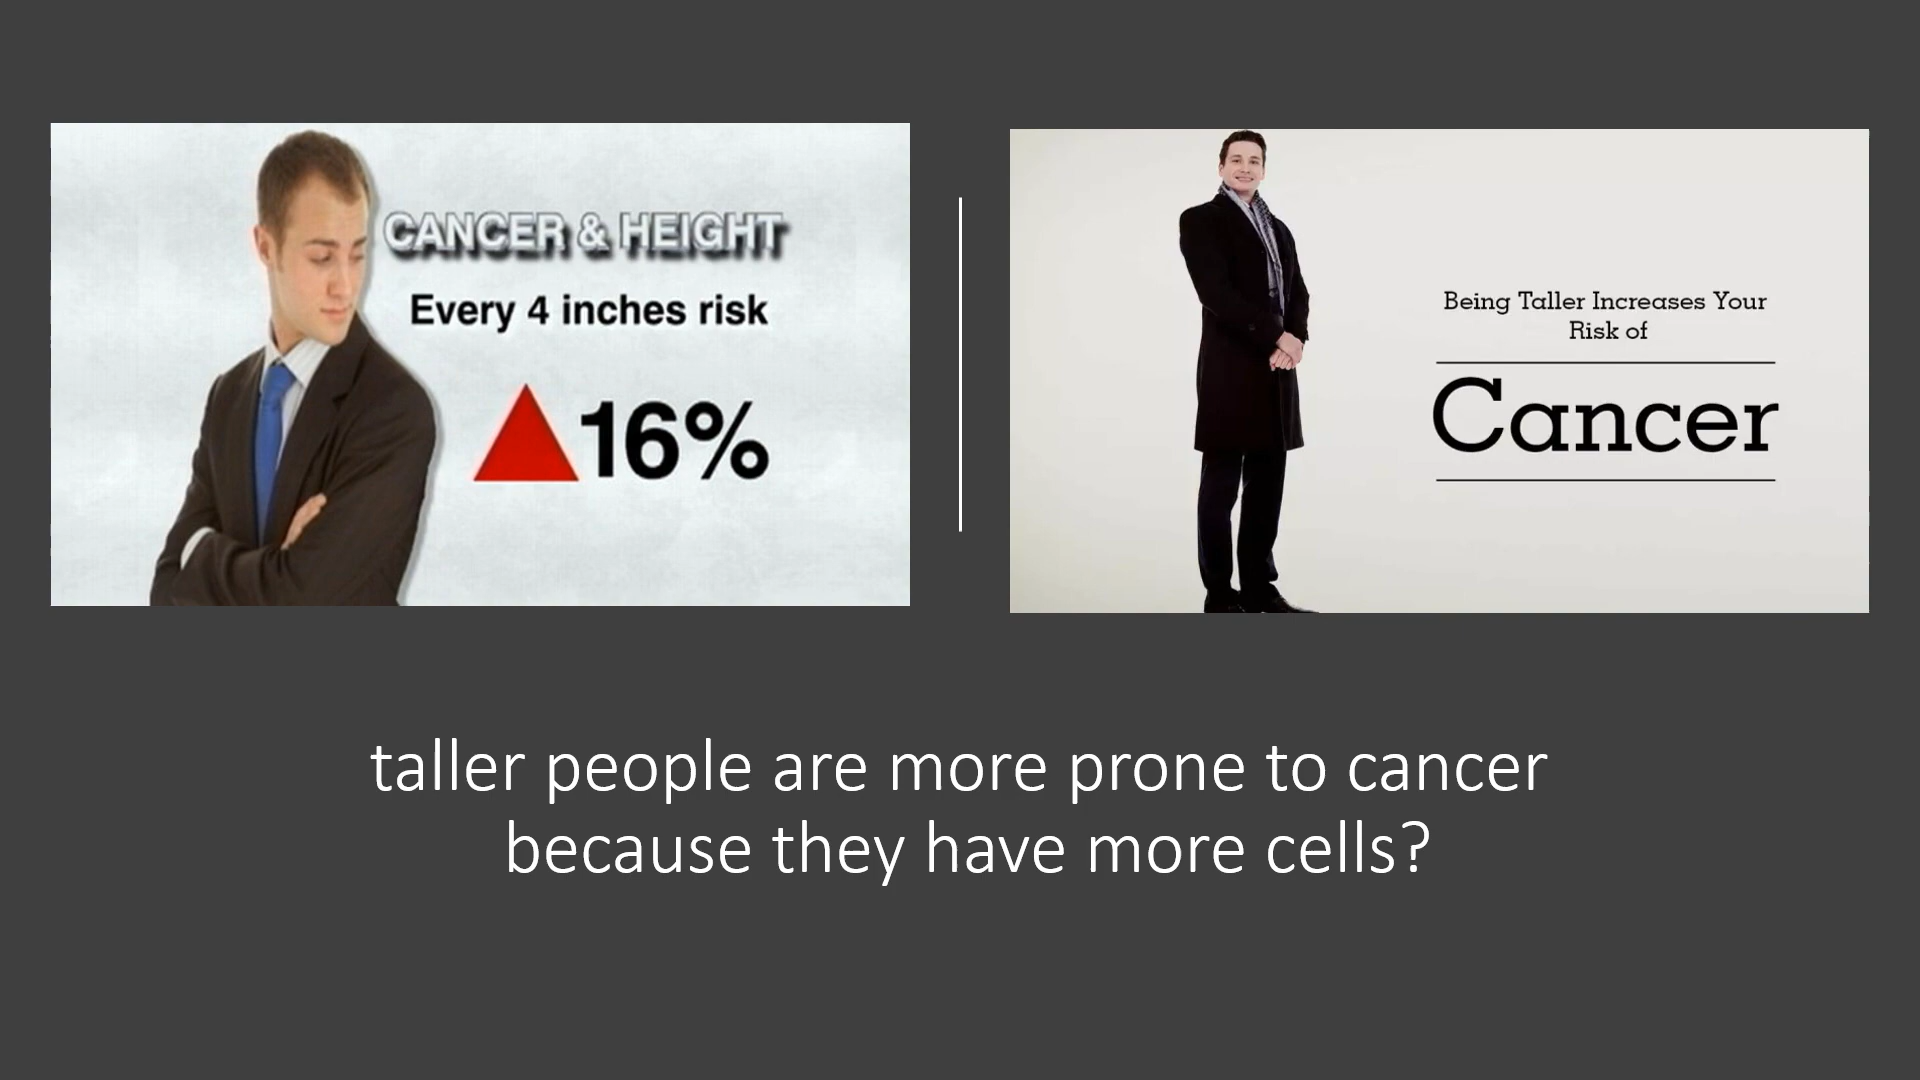 CANCER & HEIGHT
Every 4 inches risk
16%
Being Taller Increases Your
Risk of
Cancer
taller people are more prone to cancer
because they have more cells?